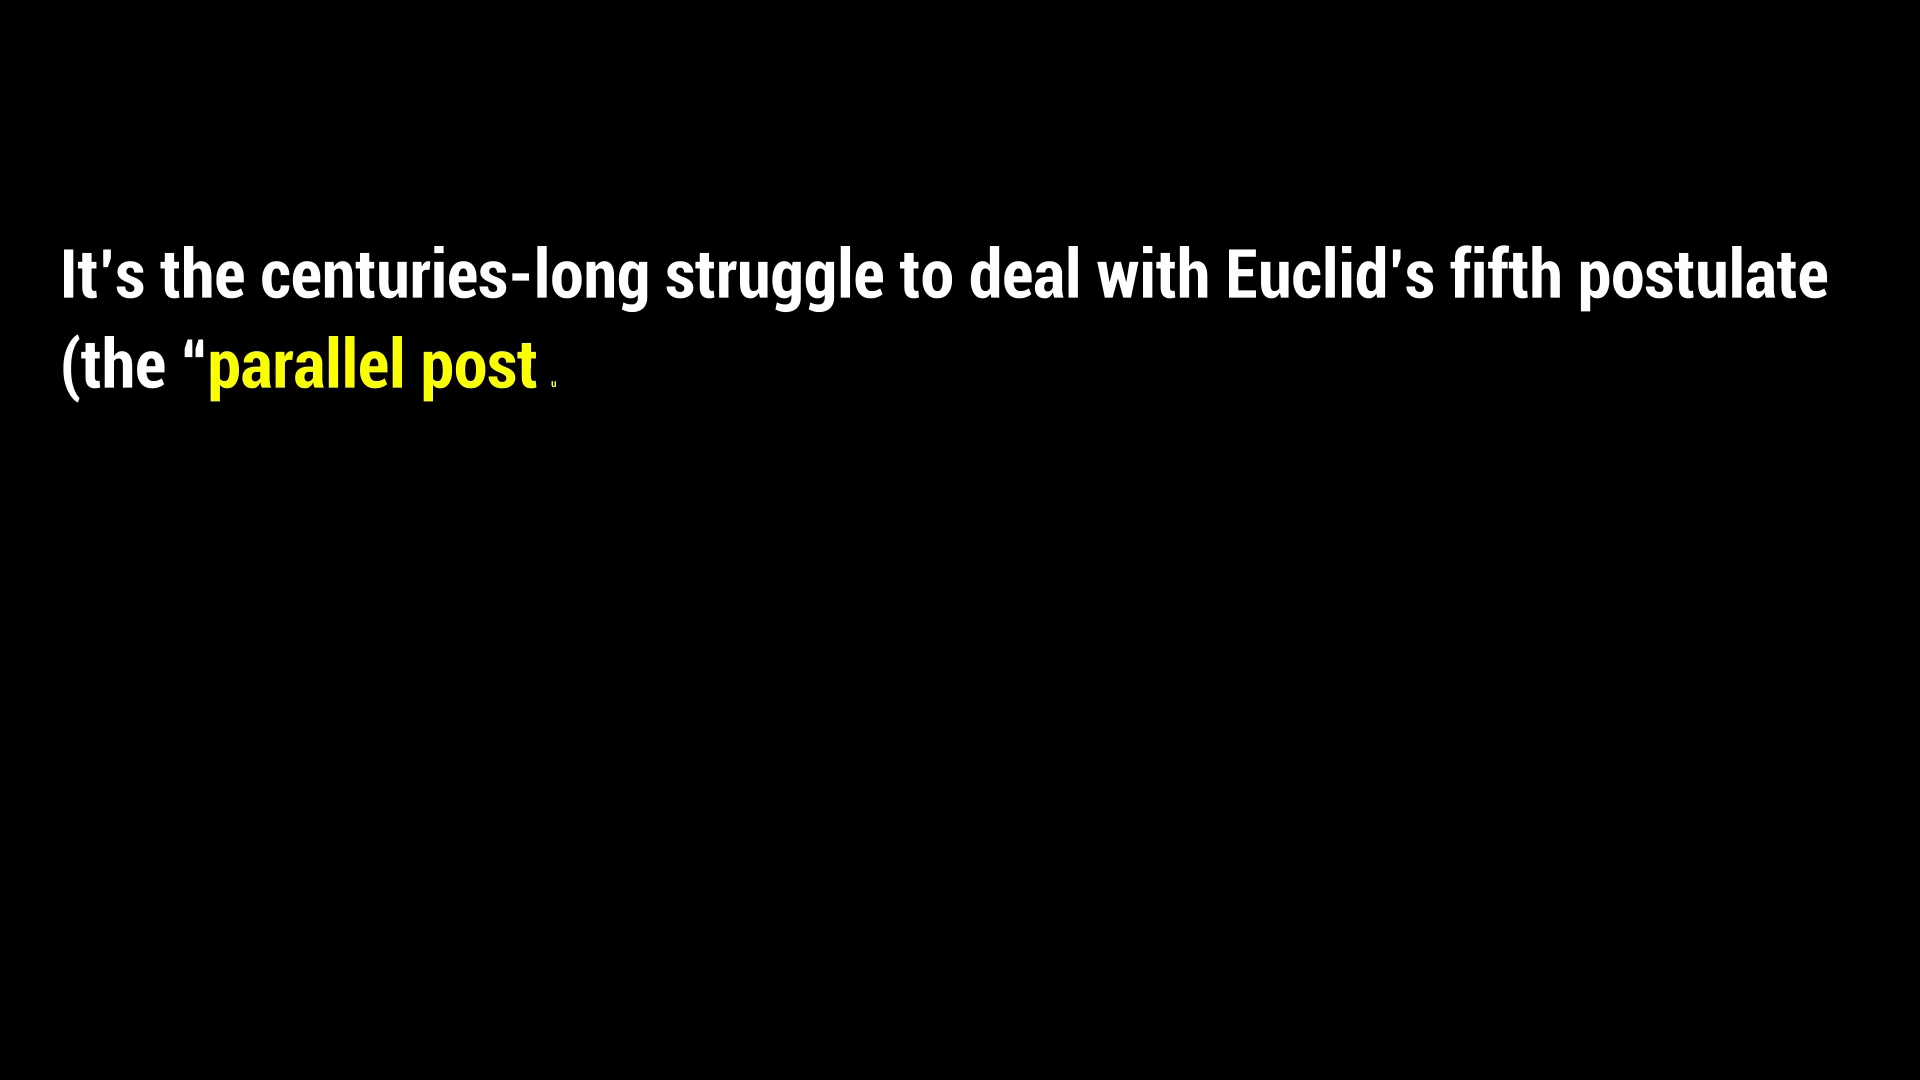 It's the centuries-long struggle to deal with Euclid's fifth postulate
(the “parallel post u